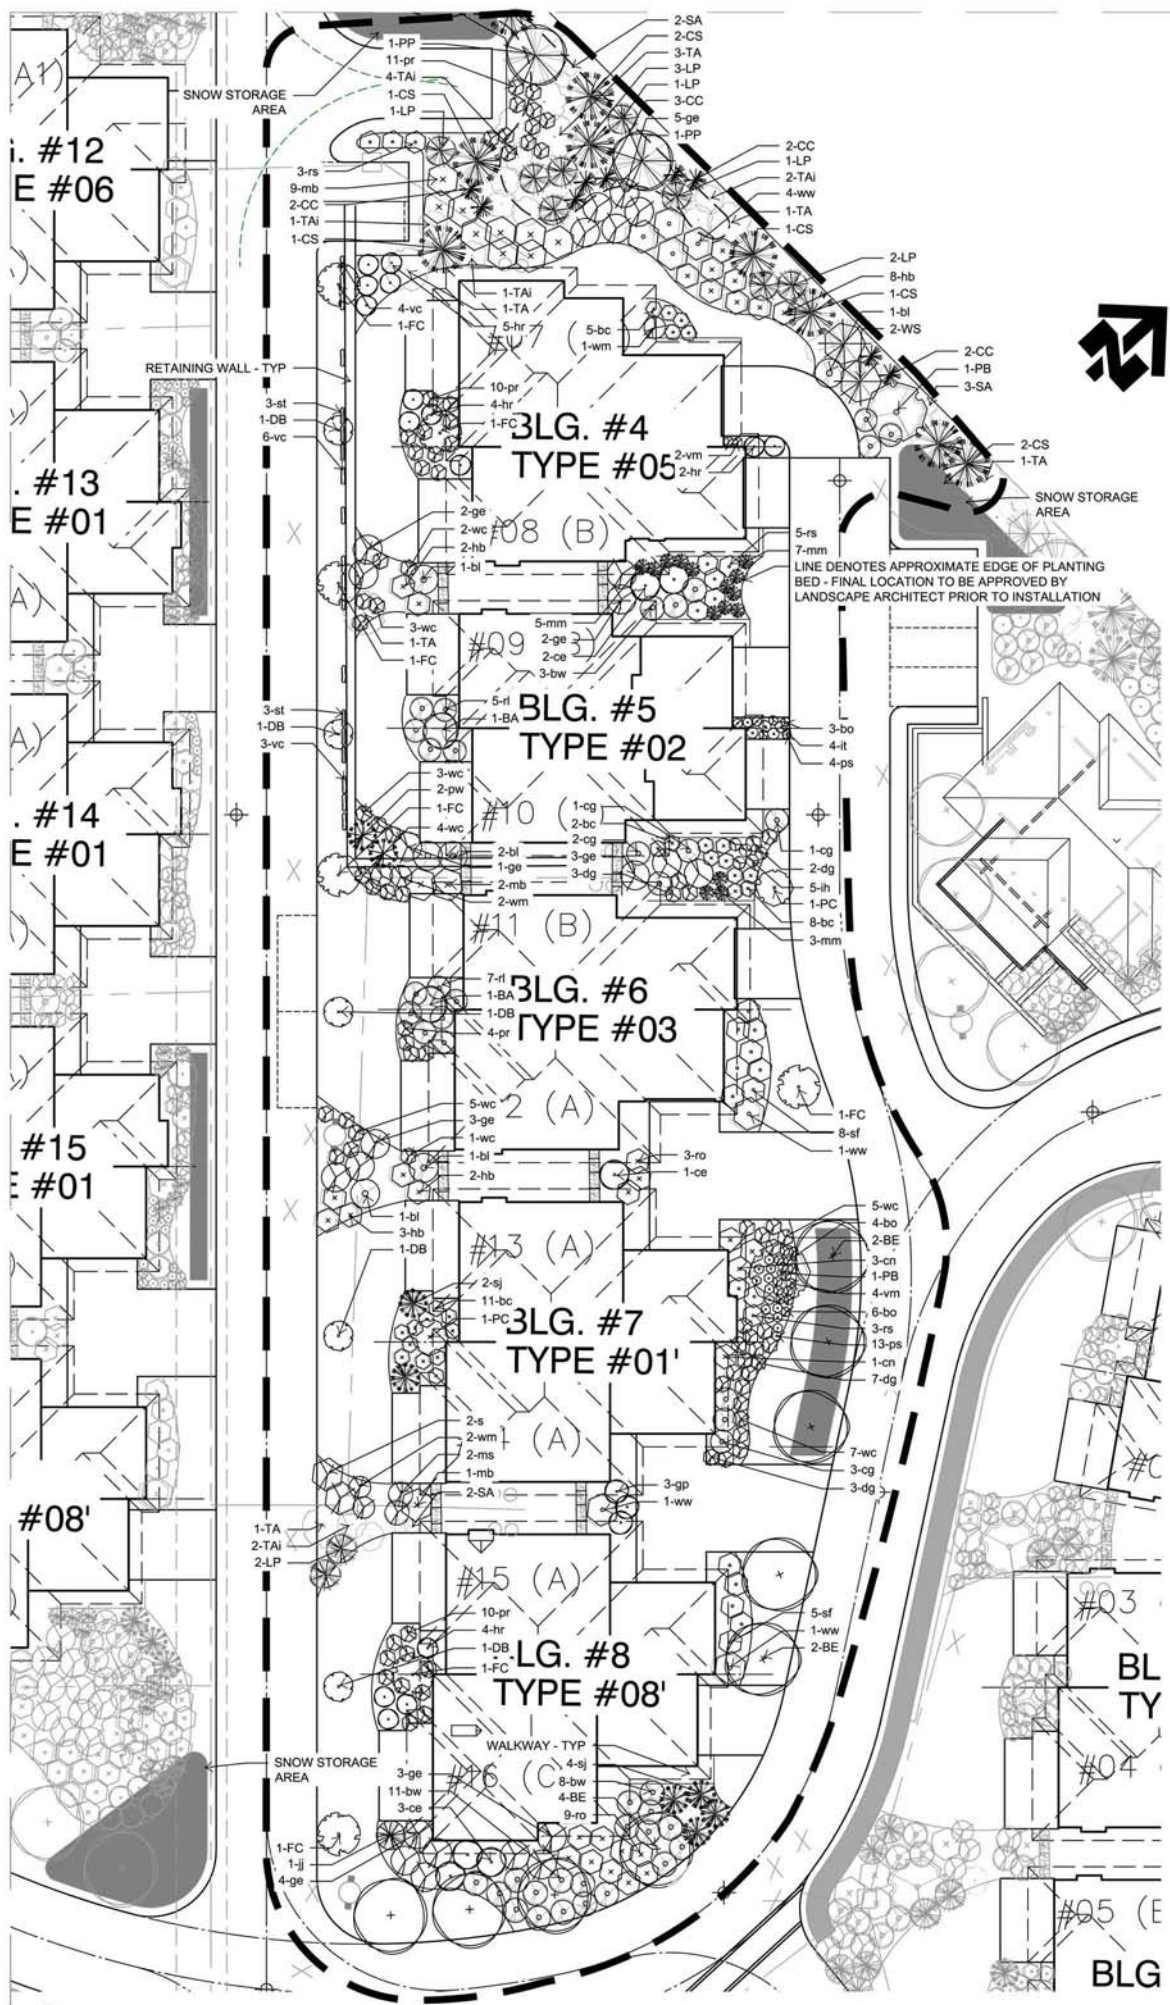 2-SA
2-CS
3-TA
3-LP
1-LP
3-CC
5-ge
1-PP
1-PP
11-pr
4-TAi
1-CS
1-LP
SNOW STORAGE
AREA
A1)
#12
E #06
3-rs
9-mb
2-CC
1-TAi
1-CS
2-CC
1-LP
2-TAi
4-ww
1-TA
1-CS
2-LP
8-hb
1-CS
1-bl
2-WS
2-CC
1-PB
3-SA
2-CS
1-TA
SNOW STORAGE
AREA
1-TAi
1-TA
5-hr
4-vc
1-FC
5-bc
1-wm
RETAINING WALL - TYP
3-st
1-DB
6-vc
10-pr
4-hr
1-FC
BLG. #4
TYPE #05
2-vm
2-hr
. #13
E #01
2-ge
2-wc
2-hb
1-bl
#08 (B)
5-rs
7-mm
LINE DENOTES APPROXIMATE EDGE OF PLANTING
BED - FINAL LOCATION TO BE APPROVED BY
LANDSCAPE ARCHITECT PRIOR TO INSTALLATION
3-wc
1-TA
1-FC
#09
5-mm
2-ge
2-ce
3-bw
3-st
1-DB
3-vc
5-rl
1-BA
BLG. #5
TYPE #02
3-bo
4-it
4-ps
3-wc
2-pw
1-FC
4-wc
#10
1-cg
2-bc
2-cg
3-ge
3-dg
. #14
E #01
2-bl
1-ge
2-mb
2-wm
1-cg
2-dg
5-ih
1-PC
8-bc
3-mm
#11 (B)
7-rl
1-BA
1-DB
4-pr
BLG. #6
TYPE #03
2 (A)
1-FC
8-sf
1-ww
5-wc
3-ge
1-wc
1-bl
2-hb
3-ro
1-ce
#15
E #01
1-bl
3-hb
1-DB
#13 (A)
5-wc
4-bo
2-BE
3-cn
1-PB
4-vm
6-bo
3-rs
13-ps
1-cn
7-dg
2-sj
11-bc
1-PC
BLG. #7
TYPE #01'
(A)
2-s
2-wm
2-ms
1-mb
2-SA
7-wc
3-cg
3-dg
3-gp
1-ww
1-TA
2-TAi
2-LP
#08'
#15 (A)
10-pr
4-hr
1-DB
1-FC
LG. #8
TYPE #08'
5-sf
1-ww
2-BE
#03
BL
TY
#04
WALKWAY - TYP
SNOW STORAGE
AREA
3-ge
11-bw
3-ce
4-sj
8-bw
4-BE
9-ro
1-FC
1-jj
4-ge
#05
BLG